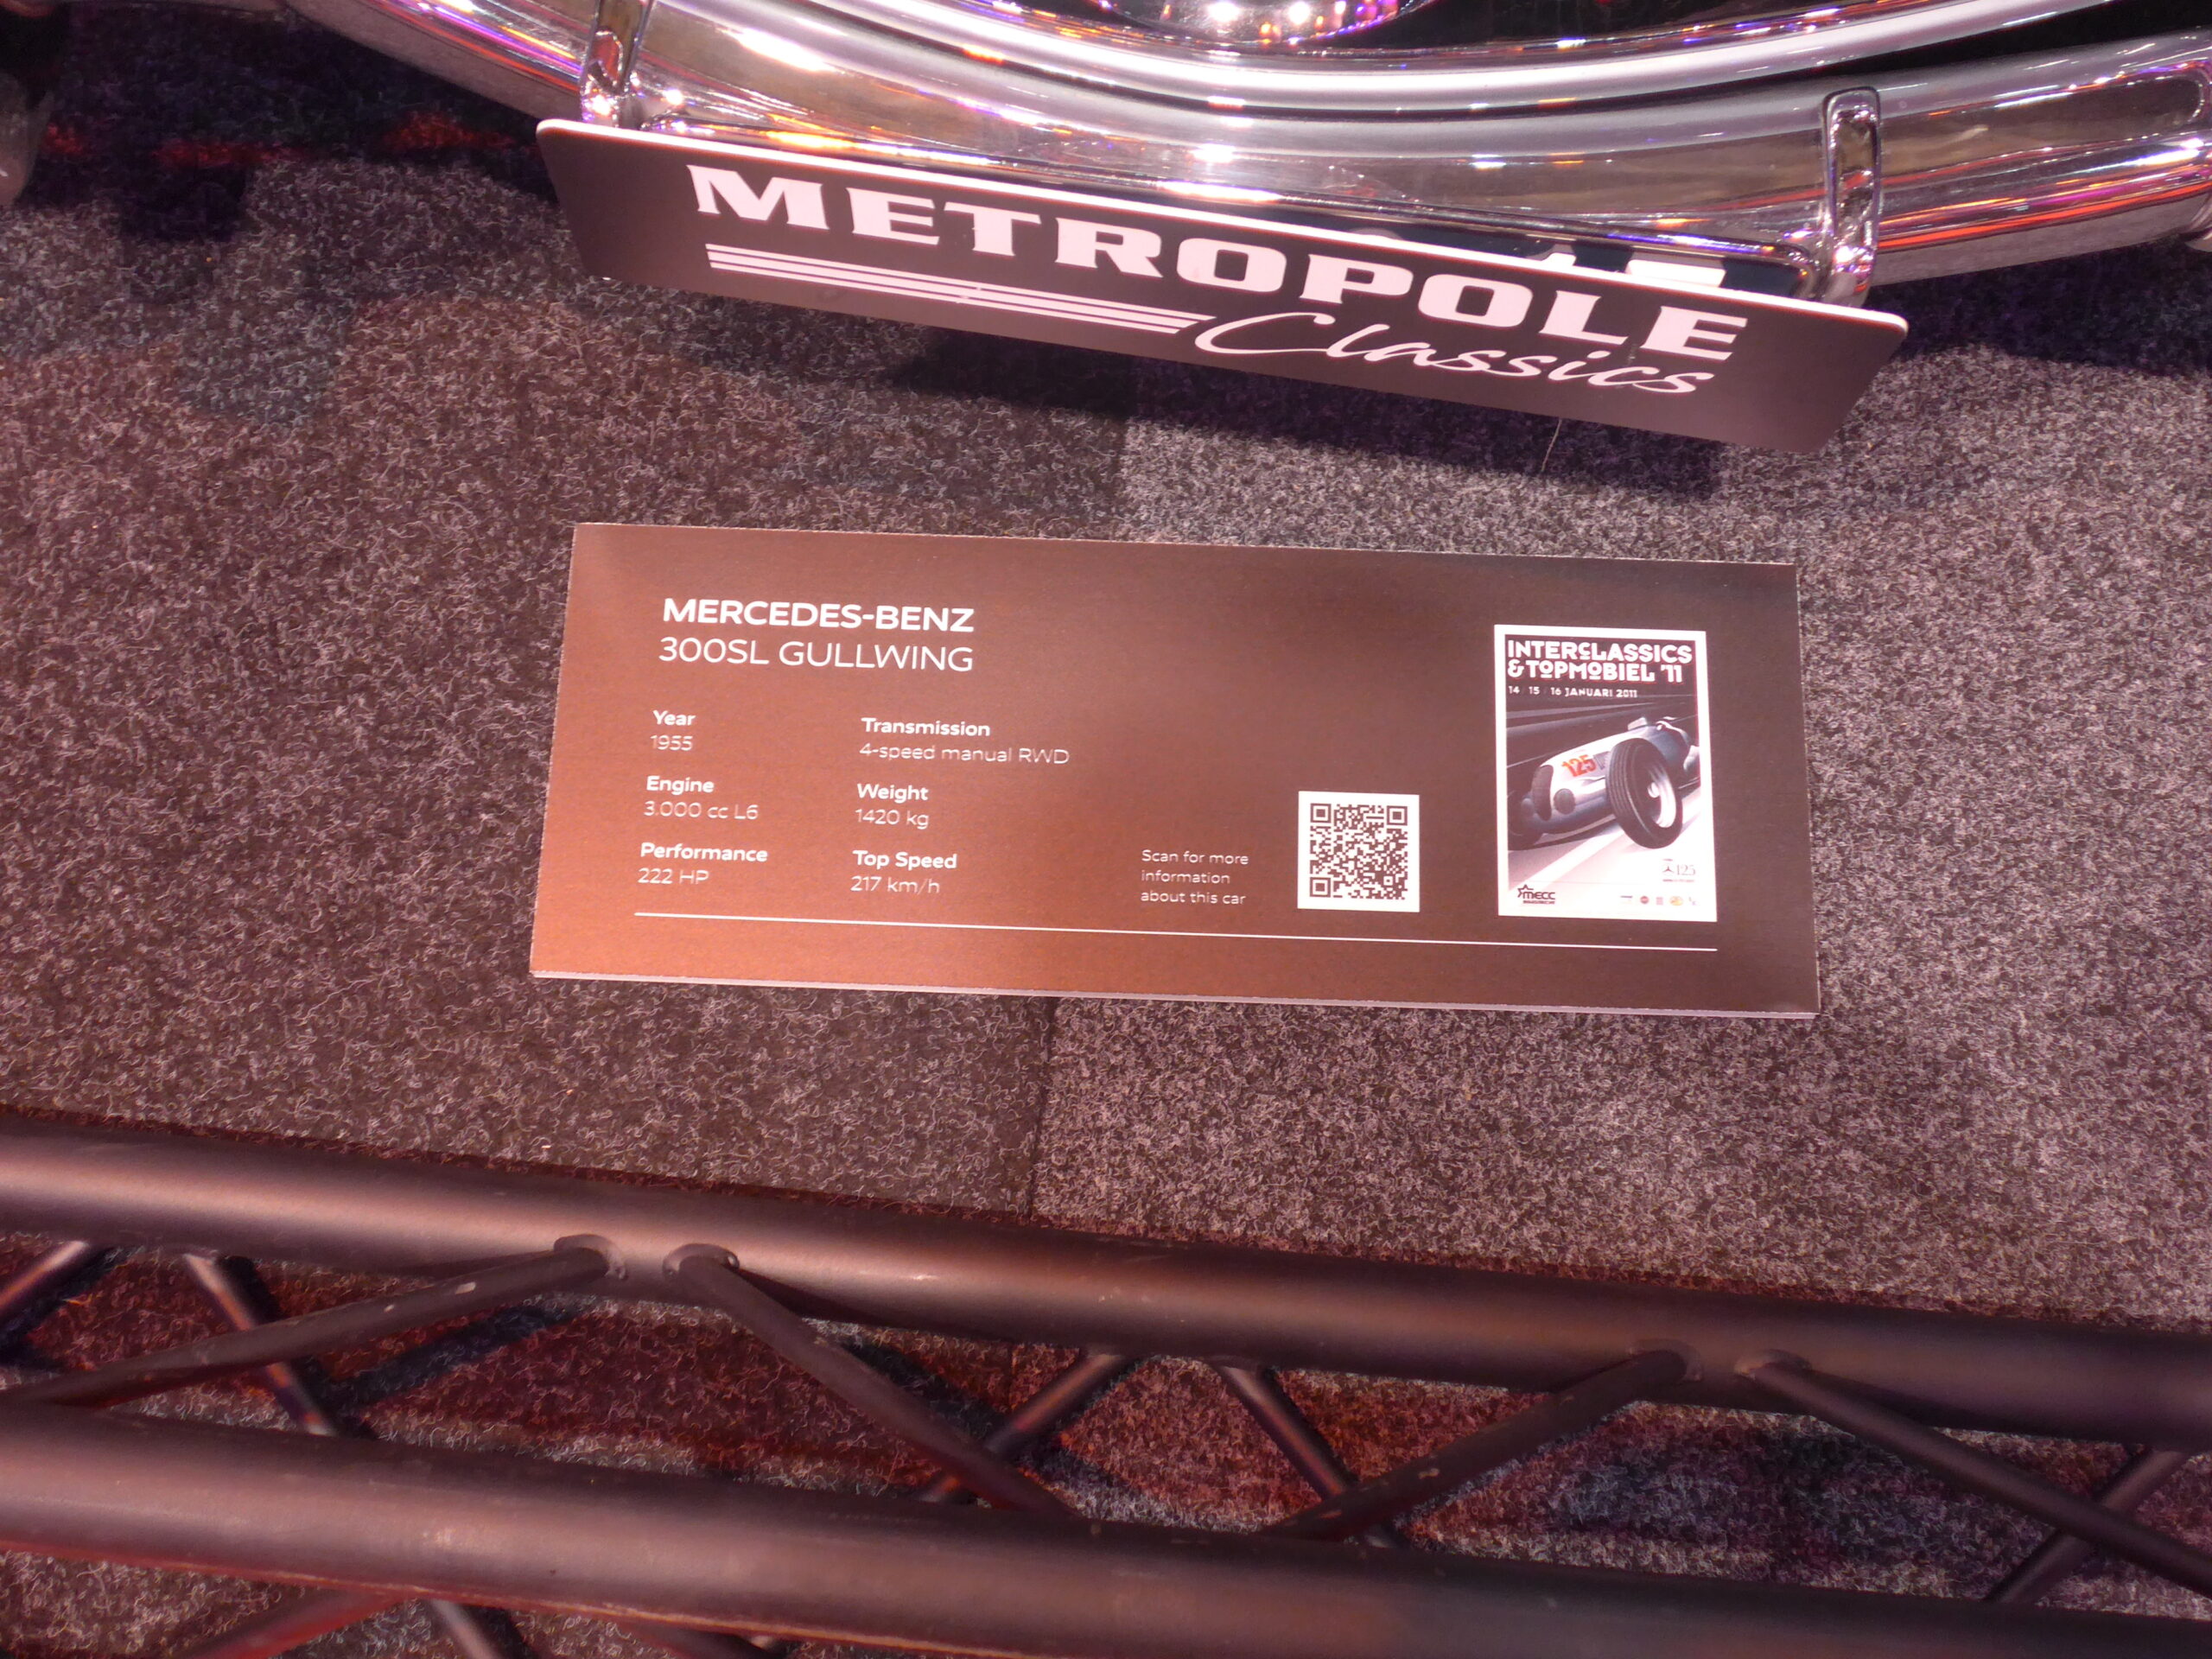 METROPOLE
Classics
MERCEDES-BENZ
300SL GULLWING
Year
1955
Engine
3.000 cc L6
Performance
222 HP
Transmission
4-speed manual RWD
Weight
1420 kg
Top Speed
217 km/h
Scan for more
information
about this car
INTERCLASSICS
& TOPMOBIEL '11
14 / 15 / 16 JANUARI 2011
125
125
MECC